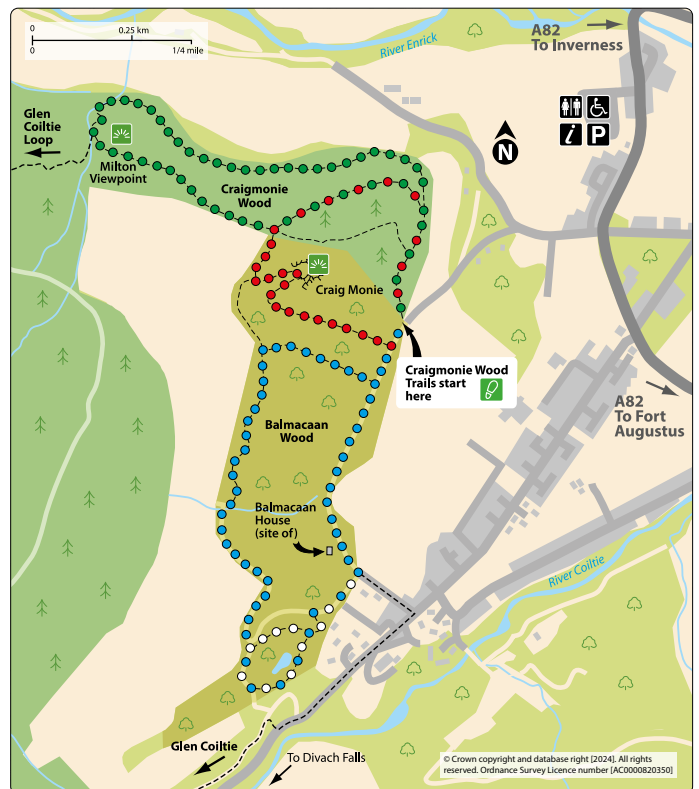 0
0.25 km
0
1/4 mile
River Enrick
A82
To Inverness
i P
N
Glen
Coiltie
Loop
Milton
Viewpoint
Craigmonie
Wood
Craig Monie
Craigmonie Wood
Trails start
here
A82
To Fort
Augustus
Balmacaan
Wood
Balmacaan
House
(site of)
River Coiltie
Glen Coiltie
To Divach Falls
© Crown copyright and database right [2024]. All rights
reserved. Ordnance Survey Licence number [AC0000820350]